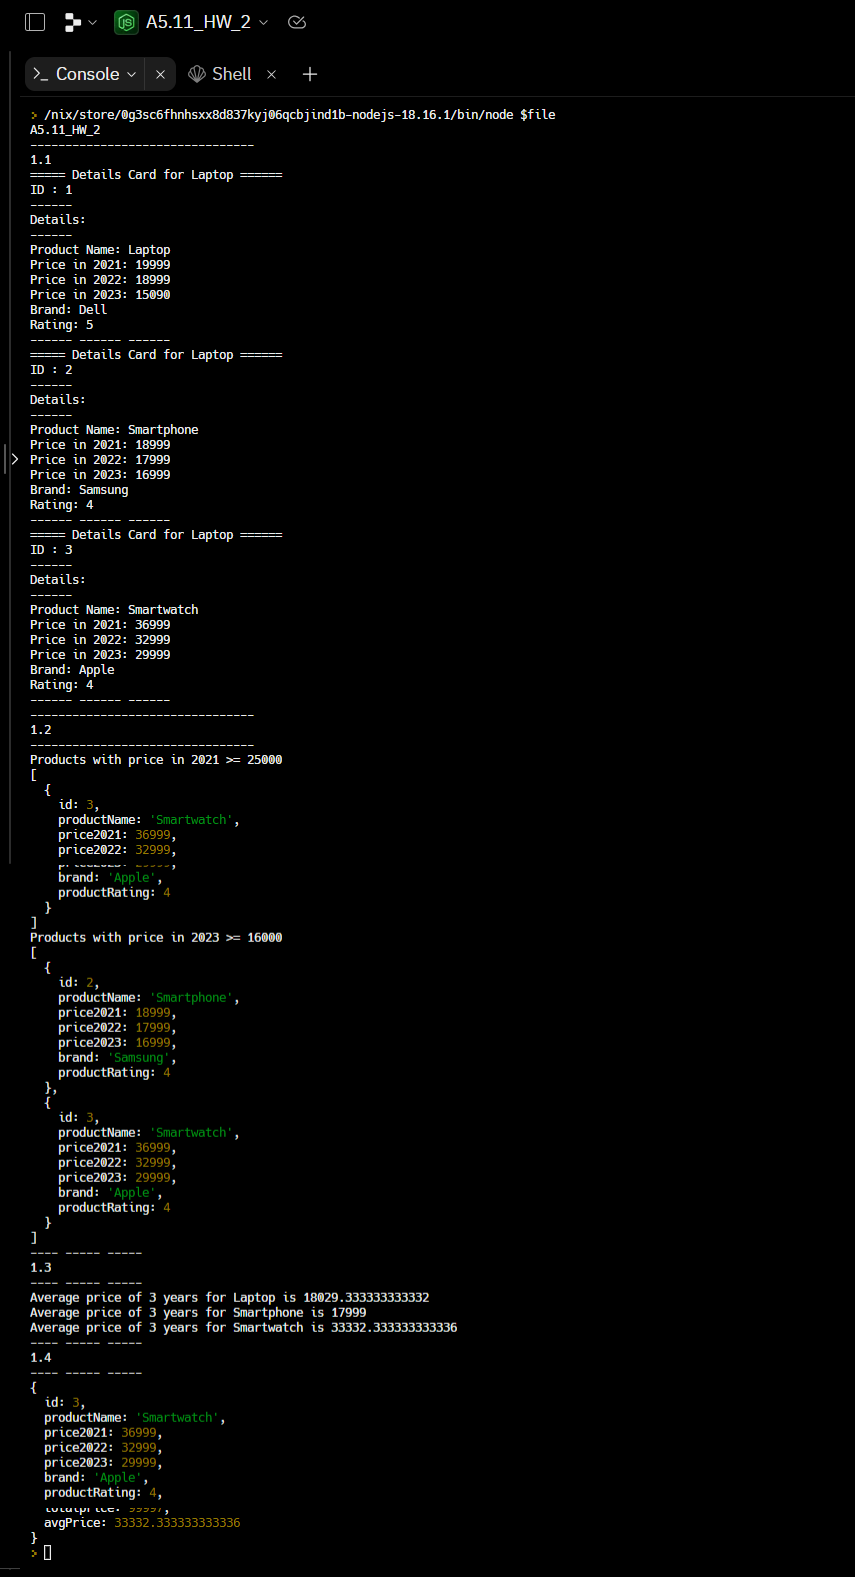 A5.11_HW_2
Console
Shell
/nix/store/0g3sc6fhnhsxx8d837kyj06qcbjind1b-nodejs-18.16.1/bin/node $file
A5.11_HW_2
--------------------------------
1.1
===== Details Card for Laptop ======
ID : 1
------
Details:
------
Product Name: Laptop
Price in 2021: 19999
Price in 2022: 18999
Price in 2023: 15090
Brand: Dell
Rating: 5
------ ------ ------
===== Details Card for Laptop ======
ID : 2
------
Details:
------
Product Name: Smartphone
Price in 2021: 18999
Price in 2022: 17999
Price in 2023: 16999
Brand: Samsung
Rating: 4
------ ------ ------
===== Details Card for Laptop ======
ID : 3
------
Details:
------
Product Name: Smartwatch
Price in 2021: 36999
Price in 2022: 32999
Price in 2023: 29999
Brand: Apple
Rating: 4
------ ------ ------
--------------------------------
1.2
--------------------------------
Products with price in 2021 >= 25000
[
  {
    id: 3,
    productName: 'Smartwatch',
    price2021: 36999,
    price2022: 32999,
    price2023: 29999,
    brand: 'Apple',
    productRating: 4
  }
]
Products with price in 2023 >= 16000
[
  {
    id: 2,
    productName: 'Smartphone',
    price2021: 18999,
    price2022: 17999,
    price2023: 16999,
    brand: 'Samsung',
    productRating: 4
  },
  {
    id: 3,
    productName: 'Smartwatch',
    price2021: 36999,
    price2022: 32999,
    price2023: 29999,
    brand: 'Apple',
    productRating: 4
  }
]
---- ----- -----
1.3
---- ----- -----
Average price of 3 years for Laptop is 18029.333333333332
Average price of 3 years for Smartphone is 17999
Average price of 3 years for Smartwatch is 33332.333333333336
---- ----- -----
1.4
---- ----- -----
{
  id: 3,
  productName: 'Smartwatch',
  price2021: 36999,
  price2022: 32999,
  price2023: 29999,
  brand: 'Apple',
  productRating: 4,
  totalprice: 99997,
  avgPrice: 33332.333333333336
}